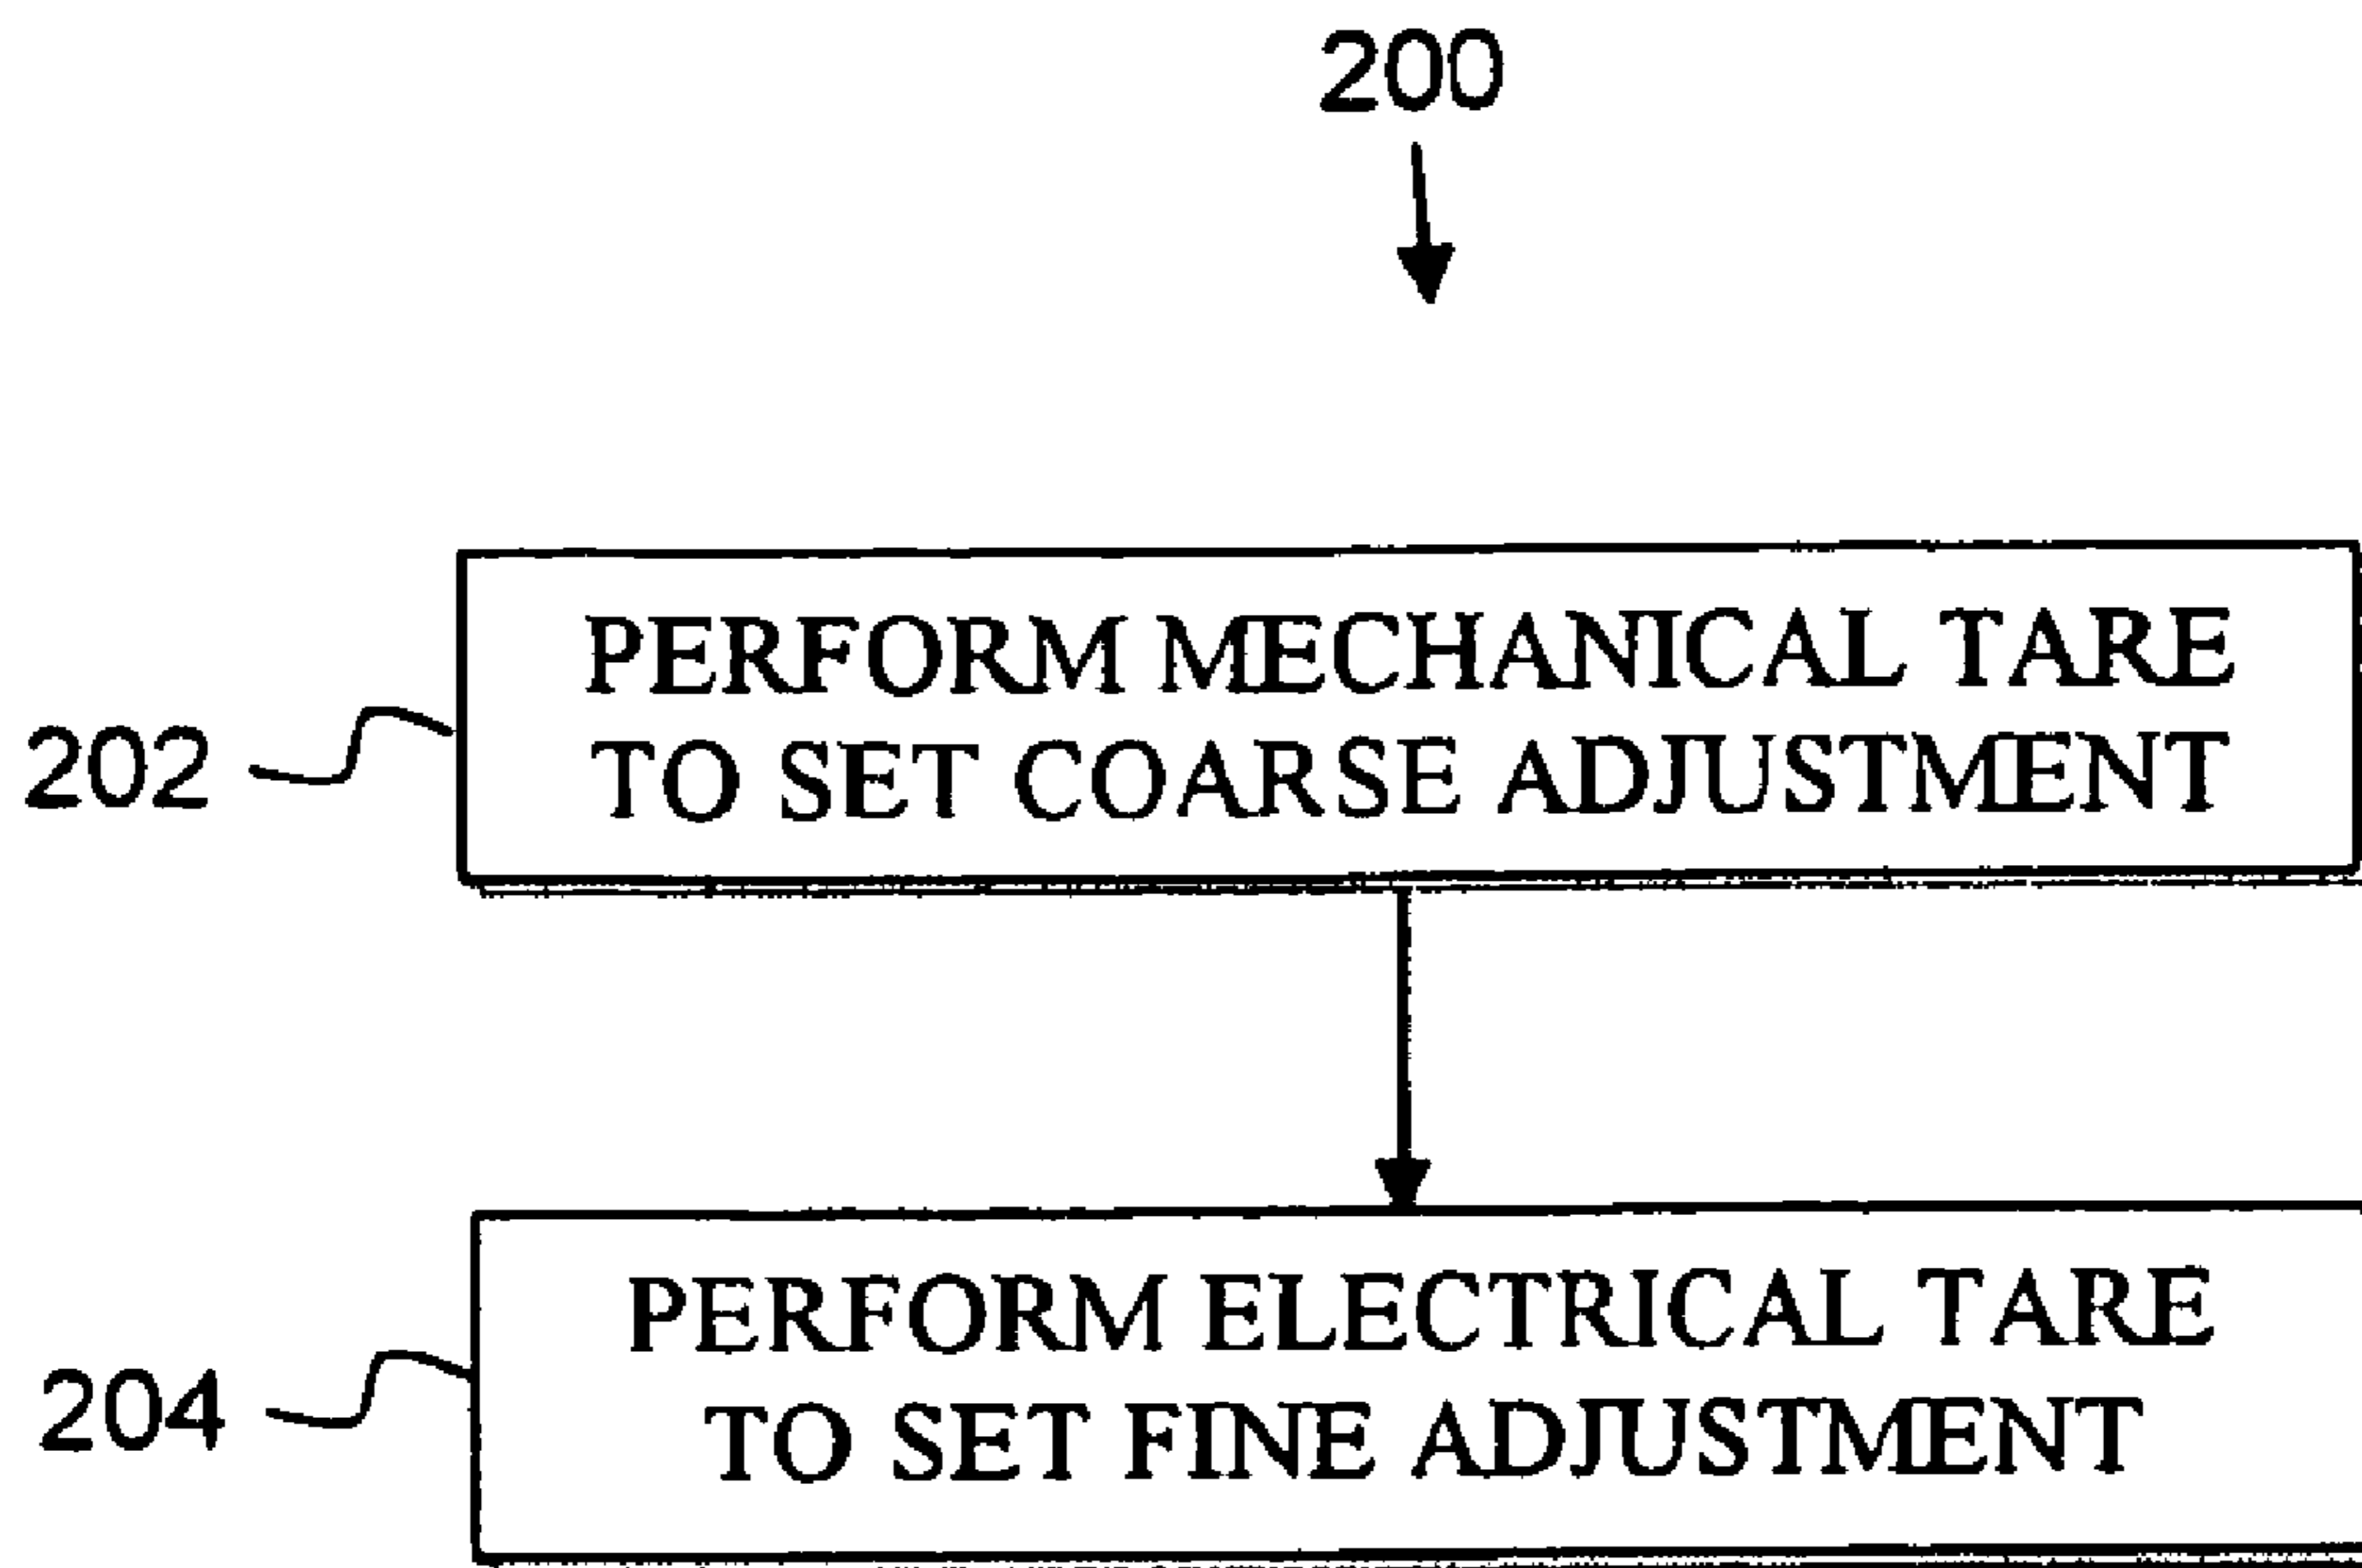 200
PERFORM MECHANICAL TARE
202
TO SET COARSE ADJUSTMENT
PERFORM ELECTRICAL TARE
204
TO SET FINE ADJUSTMENT